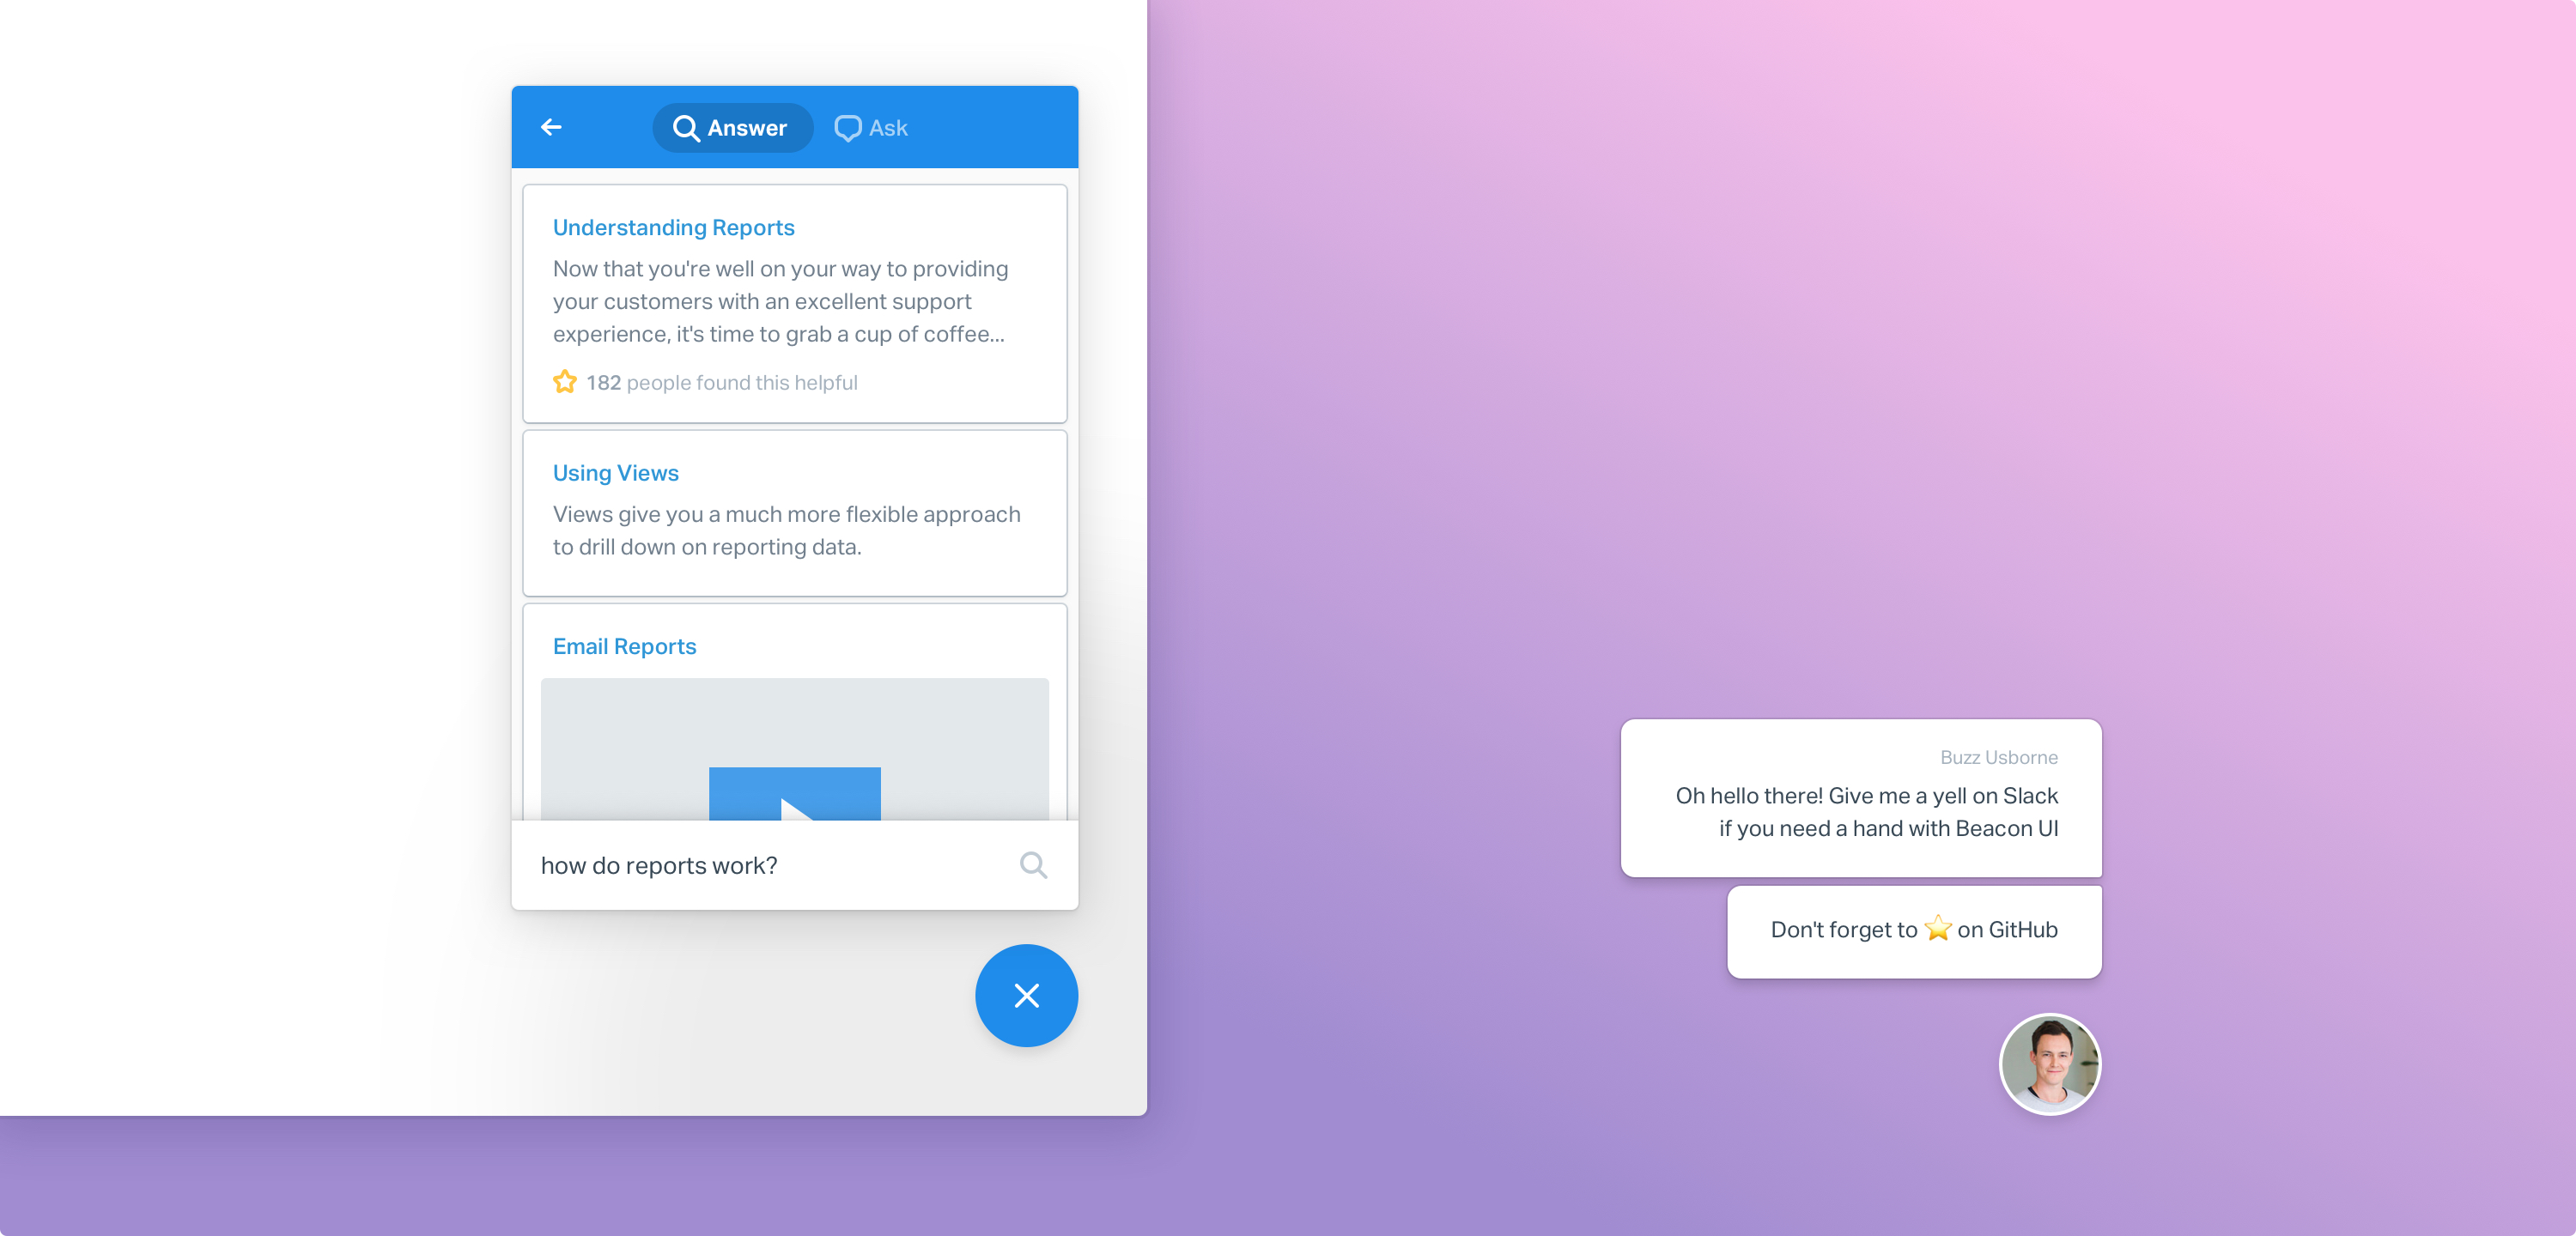 Answer
Ask
Understanding Reports
Now that you're well on your way to providing
your customers with an excellent support
experience, it's time to grab a cup of coffee...
182 people found this helpful
Using Views
Views give you a much more flexible approach
to drill down on reporting data.
Email Reports
how do reports work?
Buzz Usborne
Oh hello there! Give me a yell on Slack
if you need a hand with Beacon UI
Don't forget to ⭐ on GitHub